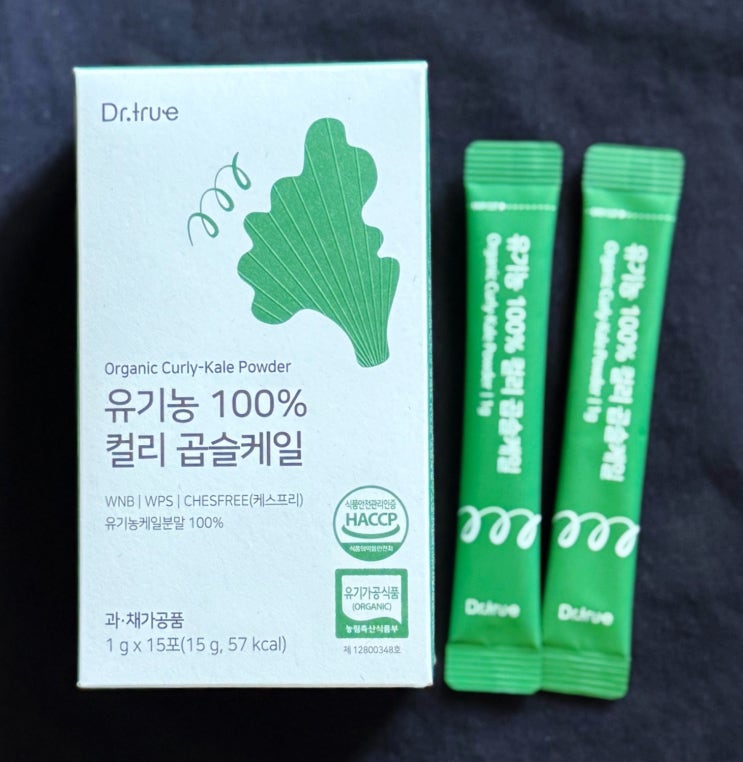 Dr.true
Organic Curly-Kale Powder
유기농 100%
컬리 곱슬케일
WNB | WPS | CHESFREE(케스프리)
유기농케일분말 100%
식품안전관리인증
HACCP
식품의약품안전처
유기가공식품
(ORGANIC)
농림축산식품부
제 12800348호
과·채가공품
1 g x 15포(15 g, 57 kcal)
유기농 100% 컬리 곱슬케일
Organic Curly-Kale Powder | 1g
Dr.true
유기농 100% 컬리 곱슬케일
Organic Curly-Kale Powder | 1g
Dr.true